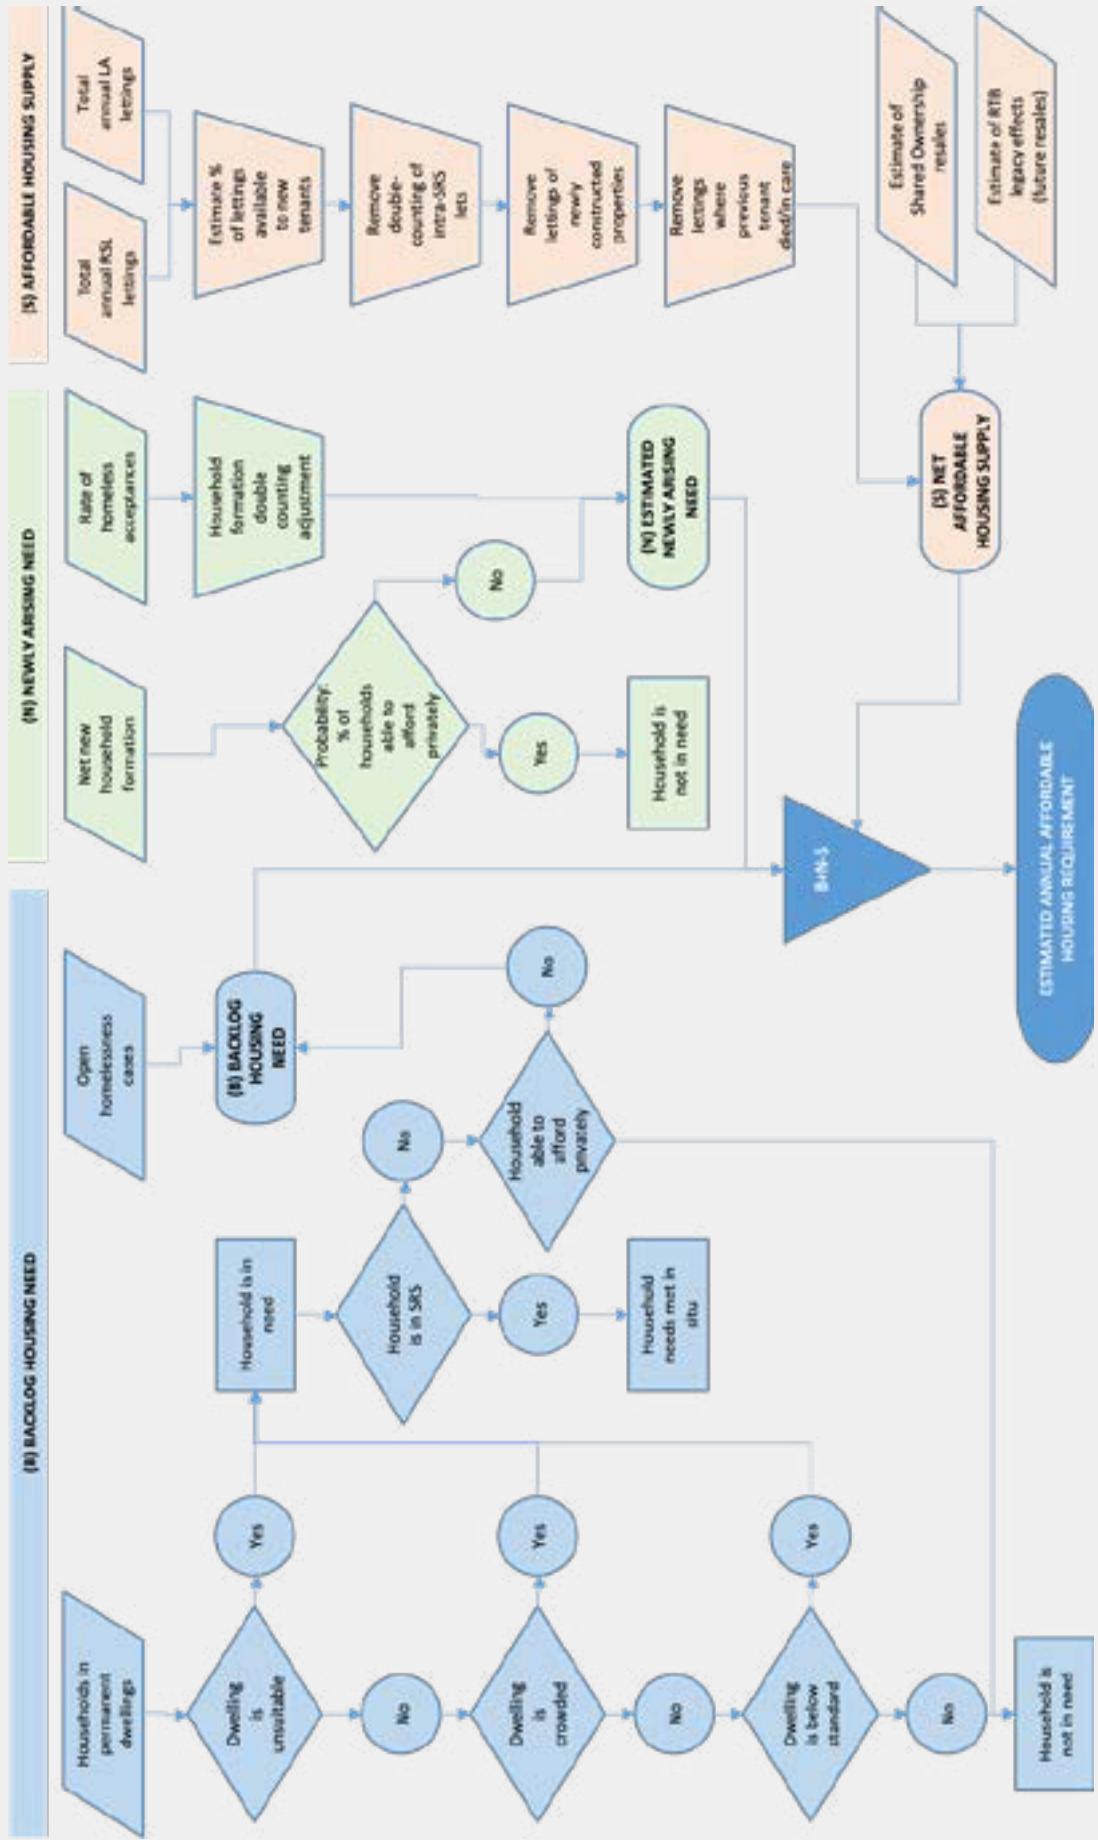 (B) BACKLOG HOUSING NEED
Households in
permanent
dwellings
Dwelling
is
unsuitable
Yes
No
Dwelling
is
crowded
Yes
No
Dwelling
is below
standard
Yes
No
Household is
not in need
Household is in
need
Household
is in SRS
Yes
Household
needs met in
situ
No
Household
able to
afford
privately
No
Open
homelessness
cases
(B) BACKLOG
HOUSING
NEED
(N) NEWLY ARISING NEED
Net new
household
formation
Probability:
% of
households
able to
afford
privately
Yes
Household is
not in need
No
Rate of
homeless
acceptances
Household
formation
double
counting
adjustment
(N) ESTIMATED
NEWLY ARISING
NEED
(S) AFFORDABLE HOUSING SUPPLY
Total
annual RSL
lettings
Total
annual LA
lettings
Estimate %
of lettings
available
to new
tenants
Remove
double-
counting of
intra-SRS
lets
Remove
lettings of
newly
constructed
properties
Remove
lettings
where
previous
tenant
died/in care
Estimate of
Shared Ownership
resales
Estimate of RTB
legacy effects
(future resales)
(S) NET
AFFORDABLE
HOUSING SUPPLY
B+N-S
ESTIMATED ANNUAL AFFORDABLE
HOUSING REQUIREMENT